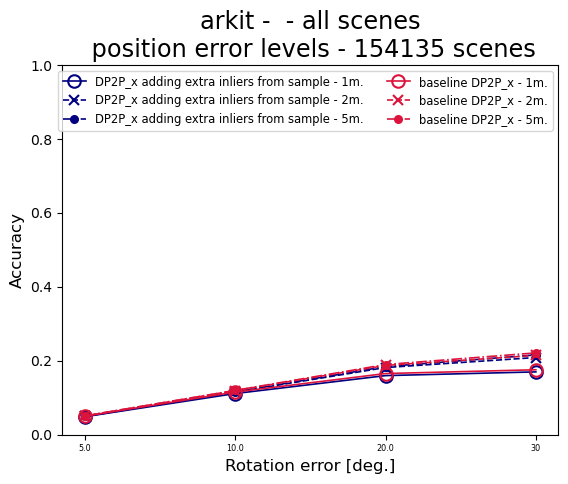 arkit -  - all scenes
position error levels - 154135 scenes
DP2P_x adding extra inliers from sample - 1m.
DP2P_x adding extra inliers from sample - 2m.
DP2P_x adding extra inliers from sample - 5m.
baseline DP2P_x - 1m.
baseline DP2P_x - 2m.
baseline DP2P_x - 5m.
Accuracy
1.0
0.8
0.6
0.4
0.2
0.0
5.0 10.0 20.0 30
Rotation error [deg.]